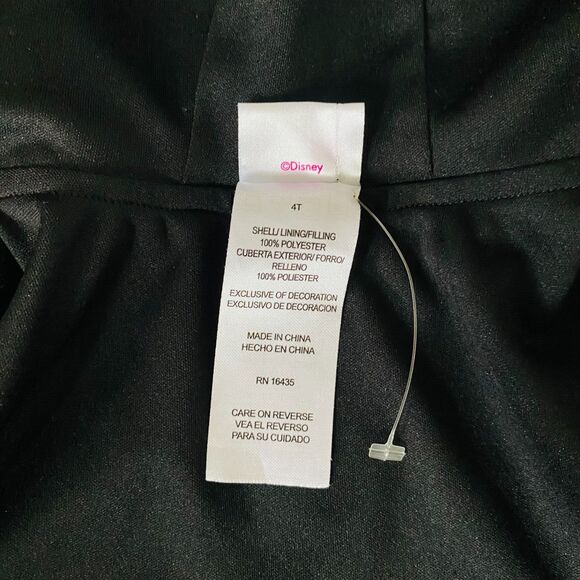 ©Disney
4T
SHELL/ LINING/FILLING
100% POLYESTER
CUBIERTA EXTERIOR/ FORRO/
RELLENO
100% POLIESTER
EXCLUSIVE OF DECORATION
EXCLUSIVO DE DECORACION
MADE IN CHINA
HECHO EN CHINA
RN 16435
CARE ON REVERSE
VEA EL REVERSO
PARA SU CUIDADO